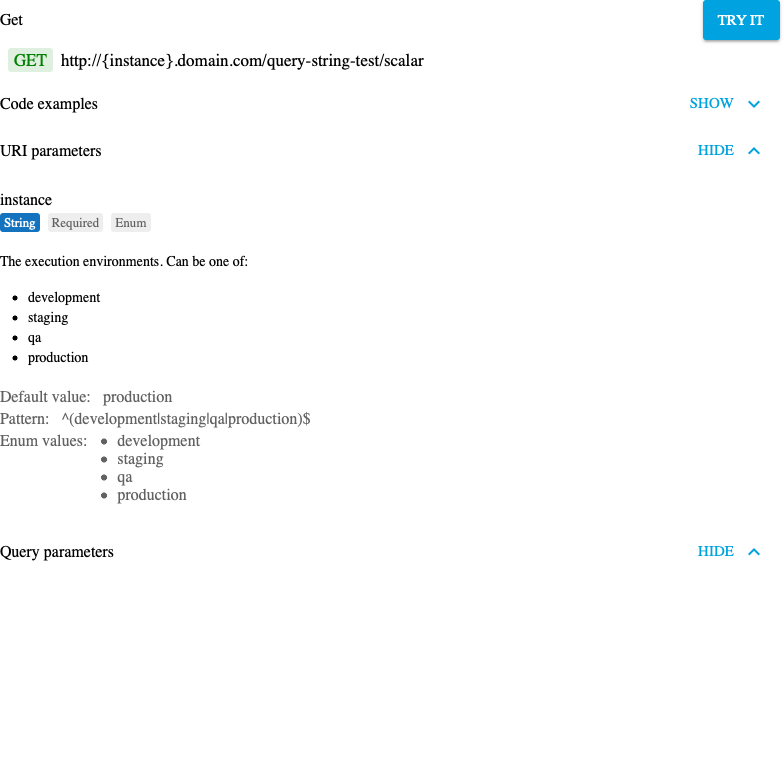 Get
TRY IT
GET http://{instance}.domain.com/query-string-test/scalar
Code examples SHOW
URI parameters HIDE
instance
String Required Enum
The execution environments. Can be one of:
development
staging
qa
production
Default value: production
Pattern: ^(development|staging|qa|production)$
Enum values: development
staging
qa
production
Query parameters HIDE